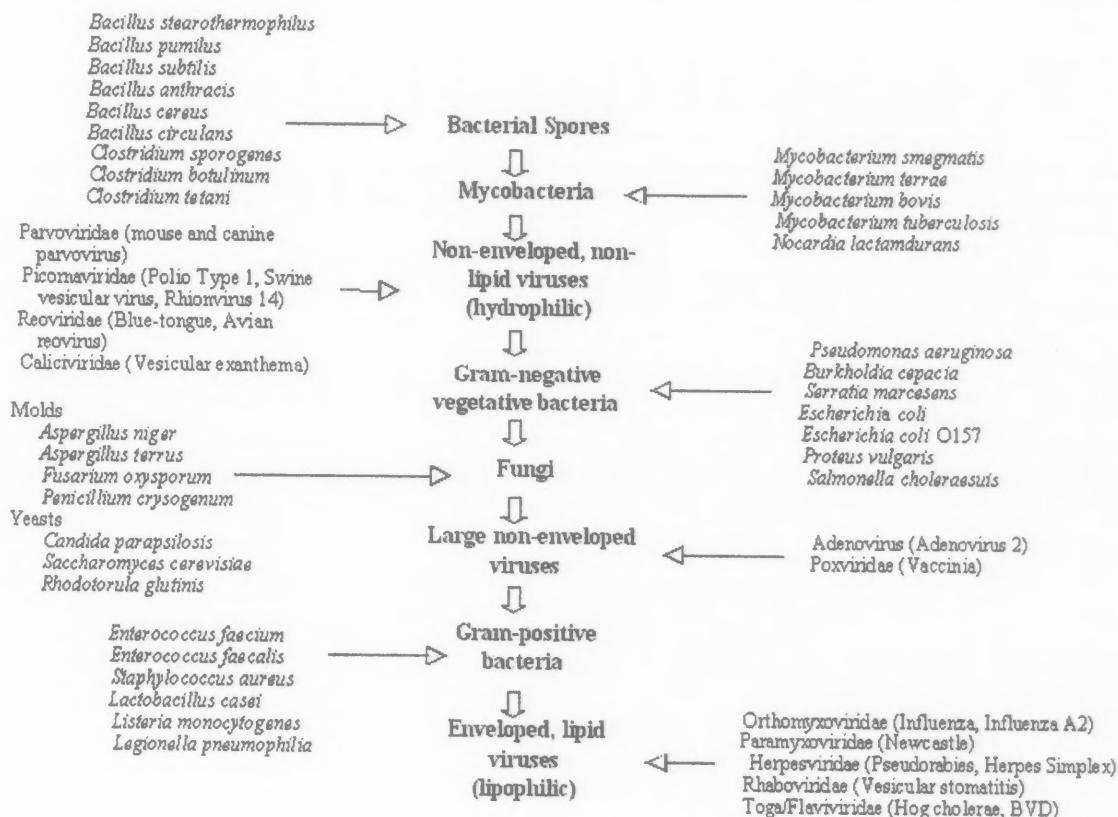 Bacillus stearothermophilus
Bacillus pumilus
Bacillus subtilis
Bacillus anthracis
Bacillus cereus
Bacillus circulans
Clostridium sporogenes
Clostridium botulinum
Clostridium tetani
Bacterial Spores
Mycobacteria
Mycobacterium smegmatis
Mycobacterium terrae
Mycobacterium bovis
Mycobacterium tuberculosis
Nocardia lactamdurans
Parvoviridae (mouse and canine
parvovirus)
Picornaviridae (Polio Type 1, Swine
vesicular virus, Rhionvirus 14)
Reoviridae (Blue-tongue, Avian
reovirus)
Caliciviridae (Vesicular exanthema)
Non-enveloped, non-
lipid viruses
(hydrophilic)
Gram-negative
vegetative bacteria
Pseudomonas aeruginosa
Burkholdia cepacia
Serratia marcesens
Escherichia coli
Escherichia coli O157
Proteus vulgaris
Salmonella choleraesuis
Molds
Aspergillus niger
Aspergillus terrus
Fusarium oxysporum
Penicillium crysogenum
Yeasts
Candida parapsilosis
Saccharomyces cerevisiae
Rhodotorula glutinis
Fungi
Large non-enveloped
viruses
Adenovirus (Adenovirus 2)
Poxviridae (Vaccinia)
Enterococcus faecium
Enterococcus faecalis
Staphylococcus aureus
Lactobacillus casei
Listeria monocytogenes
Legionella pneumophilia
Gram-positive
bacteria
Enveloped, lipid
viruses
(lipophilic)
Orthomyxoviridae (Influenza, Influenza A2)
Paramyxoviridae (Newcastle)
Herpesviridae (Pseudorabies, Herpes Simplex)
Rhaboviridae (Vesicular stomatitis)
Toga/Flaviviridae (Hog cholerae, BVD)